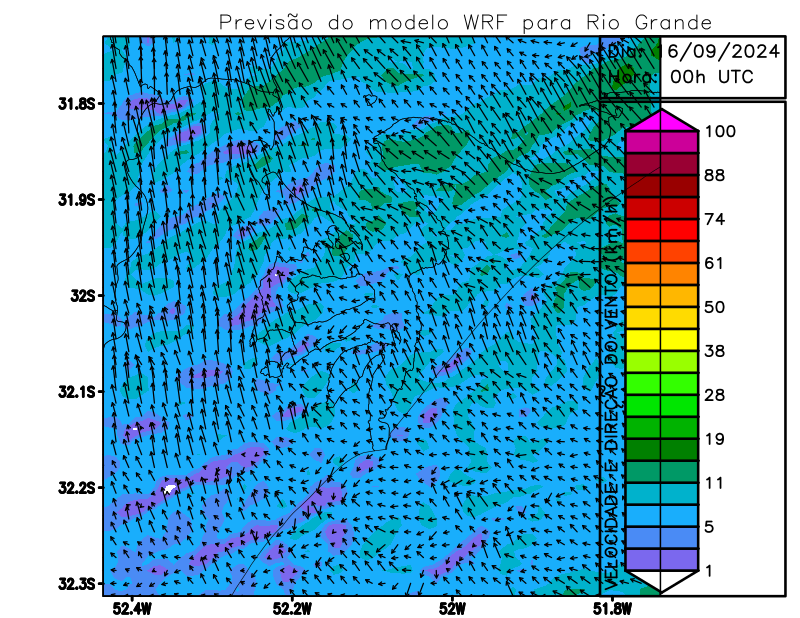 Previsão do modelo WRF para Rio Grande
Dia: 16/09/2024
Hora: 00h UTC
31.8S
31.9S
32S
32.1S
32.2S
32.3S
52.4W
52.2W
52W
51.8W
VELOCIDADE E DIREÇÃO DO VENTO (km/h)
100
88
74
61
50
38
28
19
11
5
1